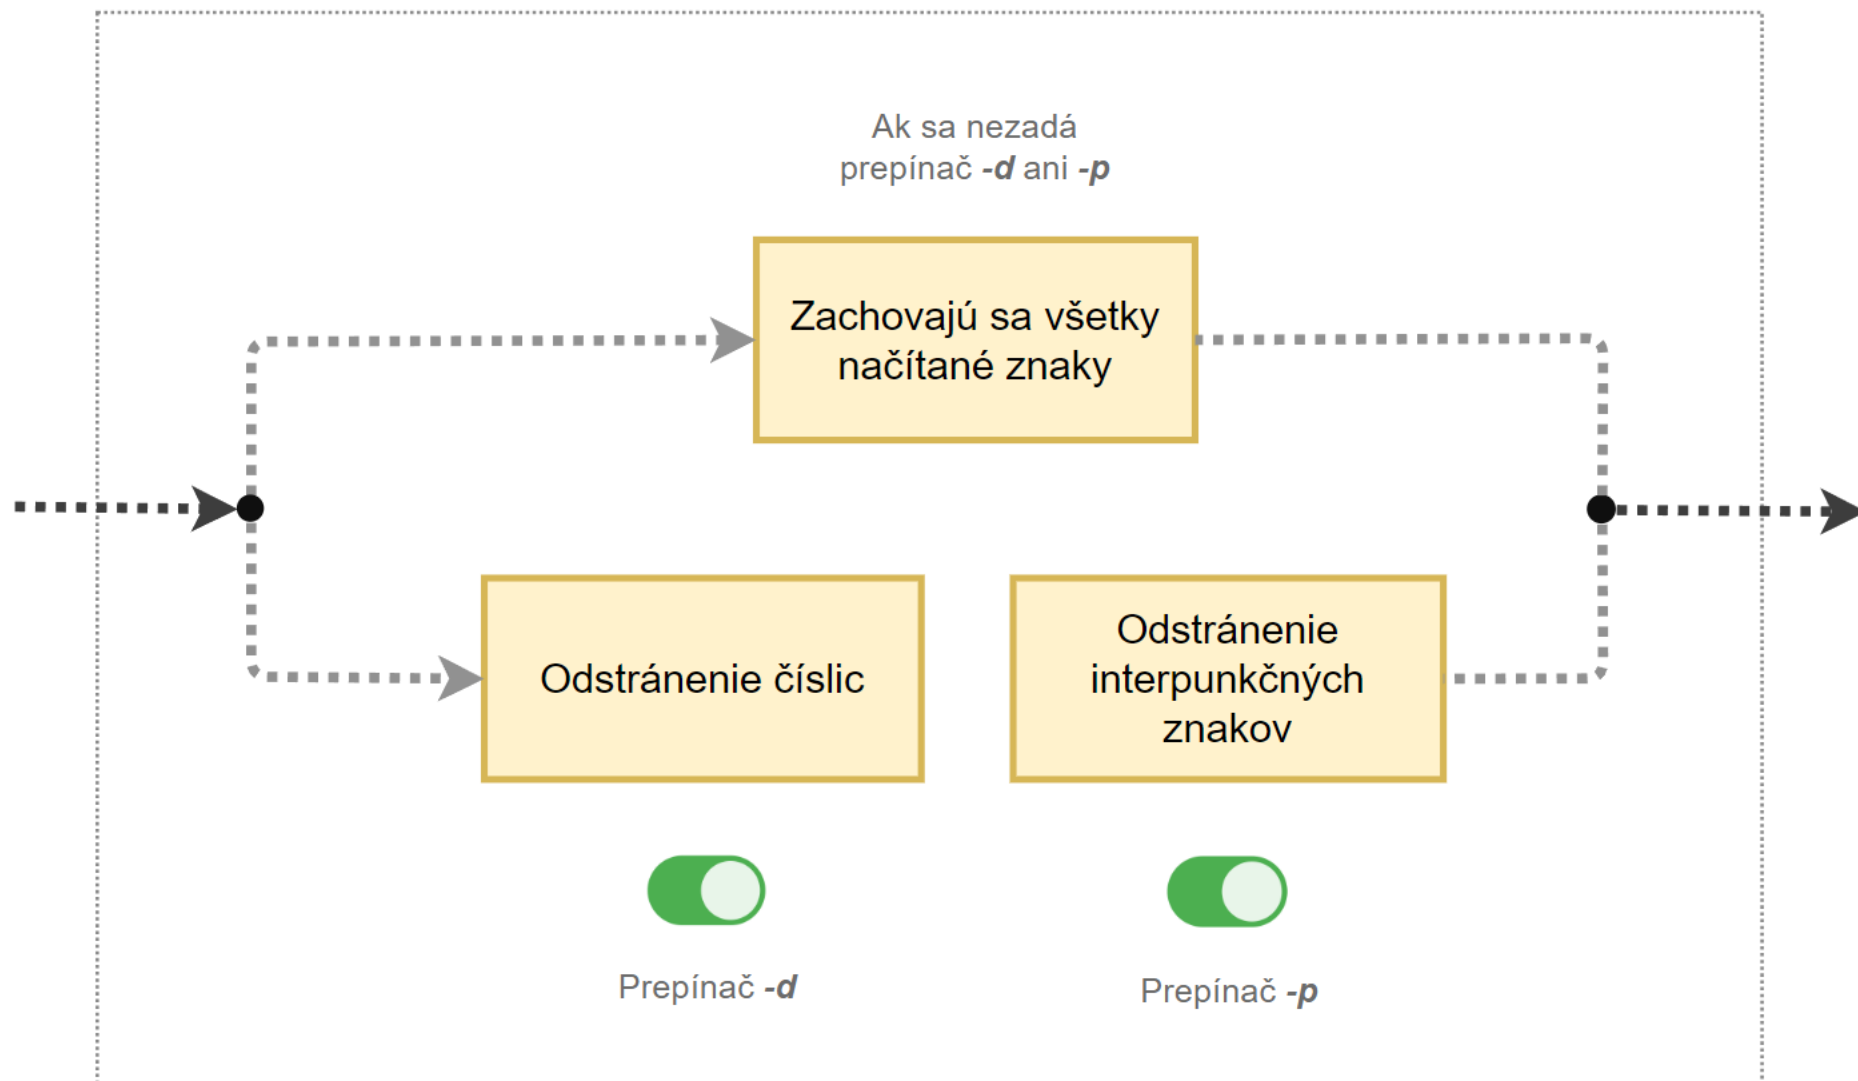 Ak sa nezadá
prepínač -d ani -p
Zachovajú sa všetky
načítané znaky
Odstránenie číslic
Odstránenie
interpunkčných
znakov
Prepínač -d
Prepínač -p